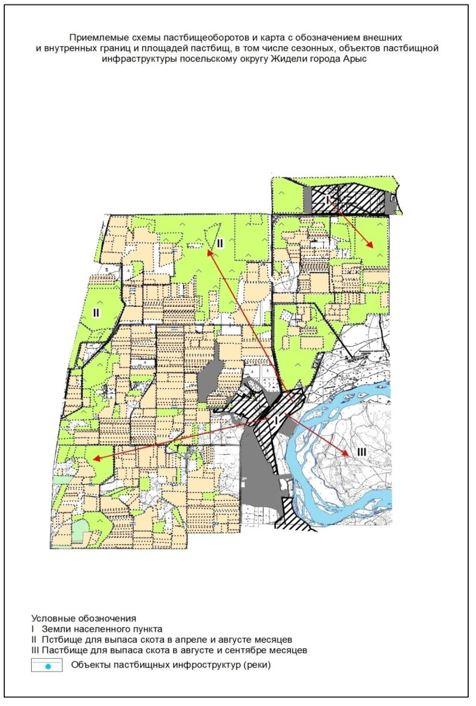 Приемлемые схемы пастбищеоборотов и карта с обозначением внешних
и внутренних границ и площадей пастбищ, в том числе сезонных, объектов пастбищной
инфраструктуры посельскому округу Жидели города Арыс
I
II
II
I
III
Условные обозначения
I Земли населенного пункта
II Пстбище для выпаса скота в апреле и августе месяцев
III Пастбище для выпаса скота в августе и сентябре месяцев
Объекты пастбищных инфроструктур (реки)